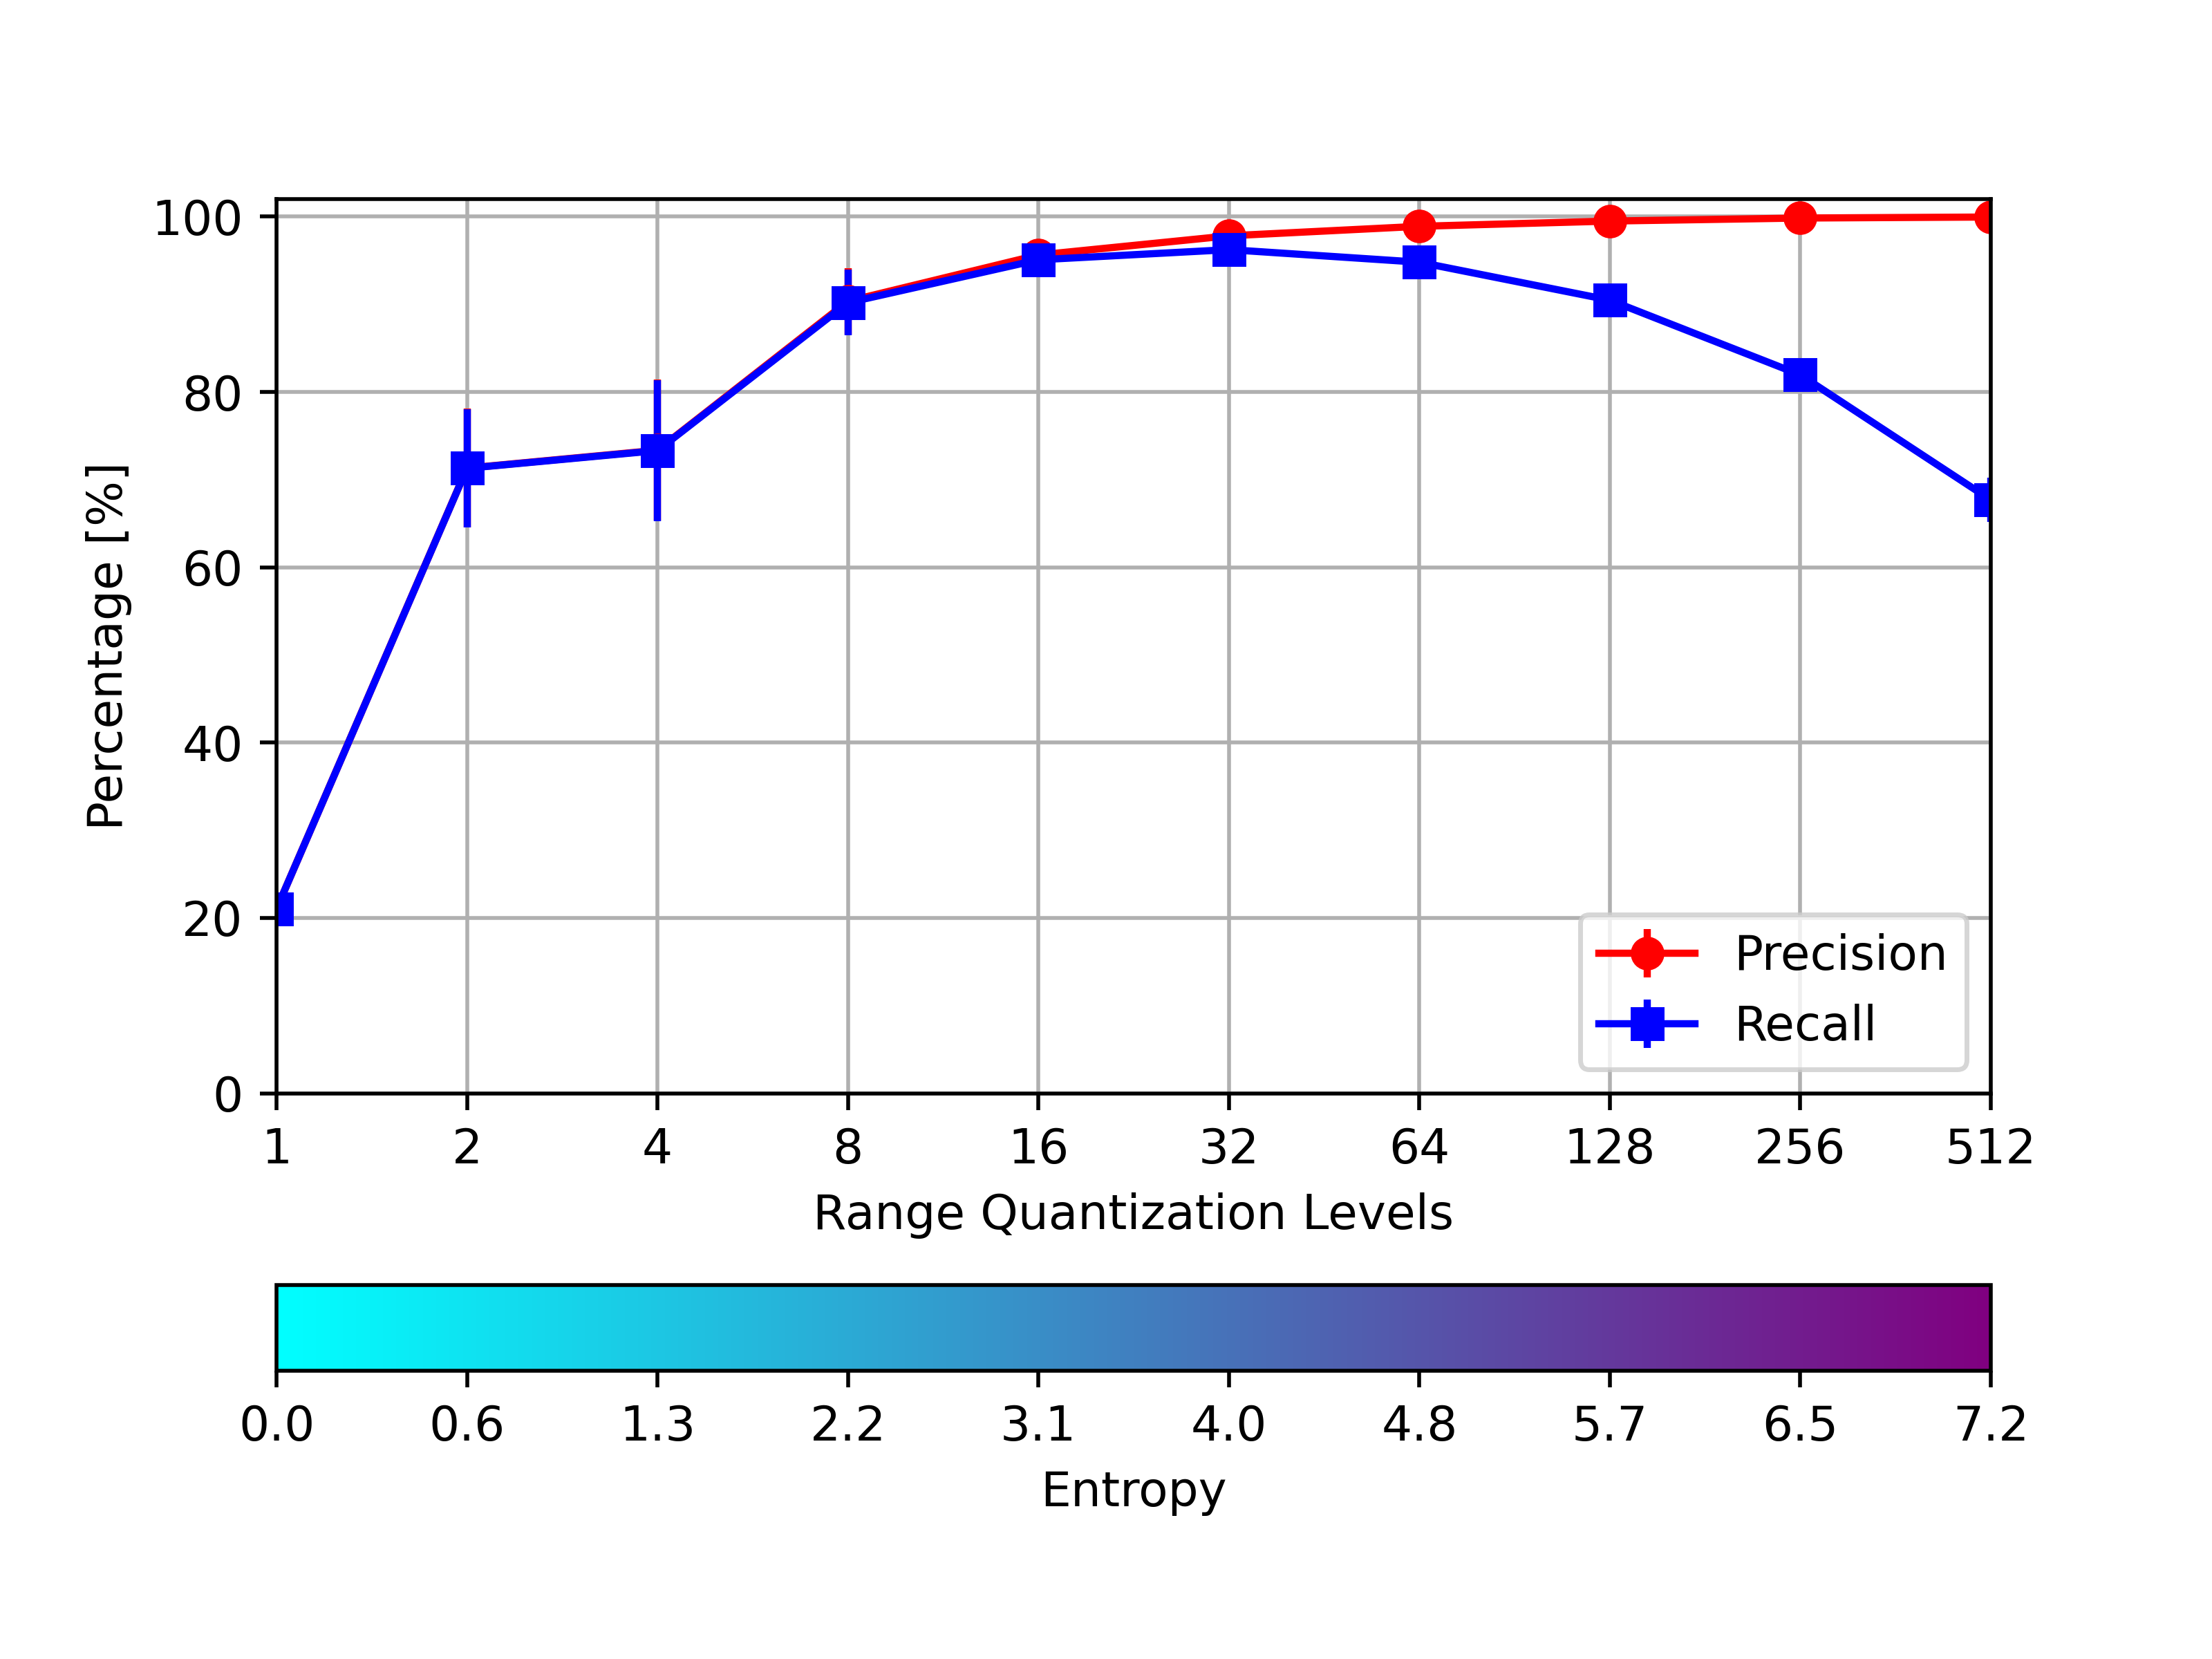 100
80
60
40
20
0
Percentage [%]
Precision
Recall
1 2 4 8 16 32 64 128 256 512
Range Quantization Levels
0.0 0.6 1.3 2.2 3.1 4.0 4.8 5.7 6.5 7.2
Entropy